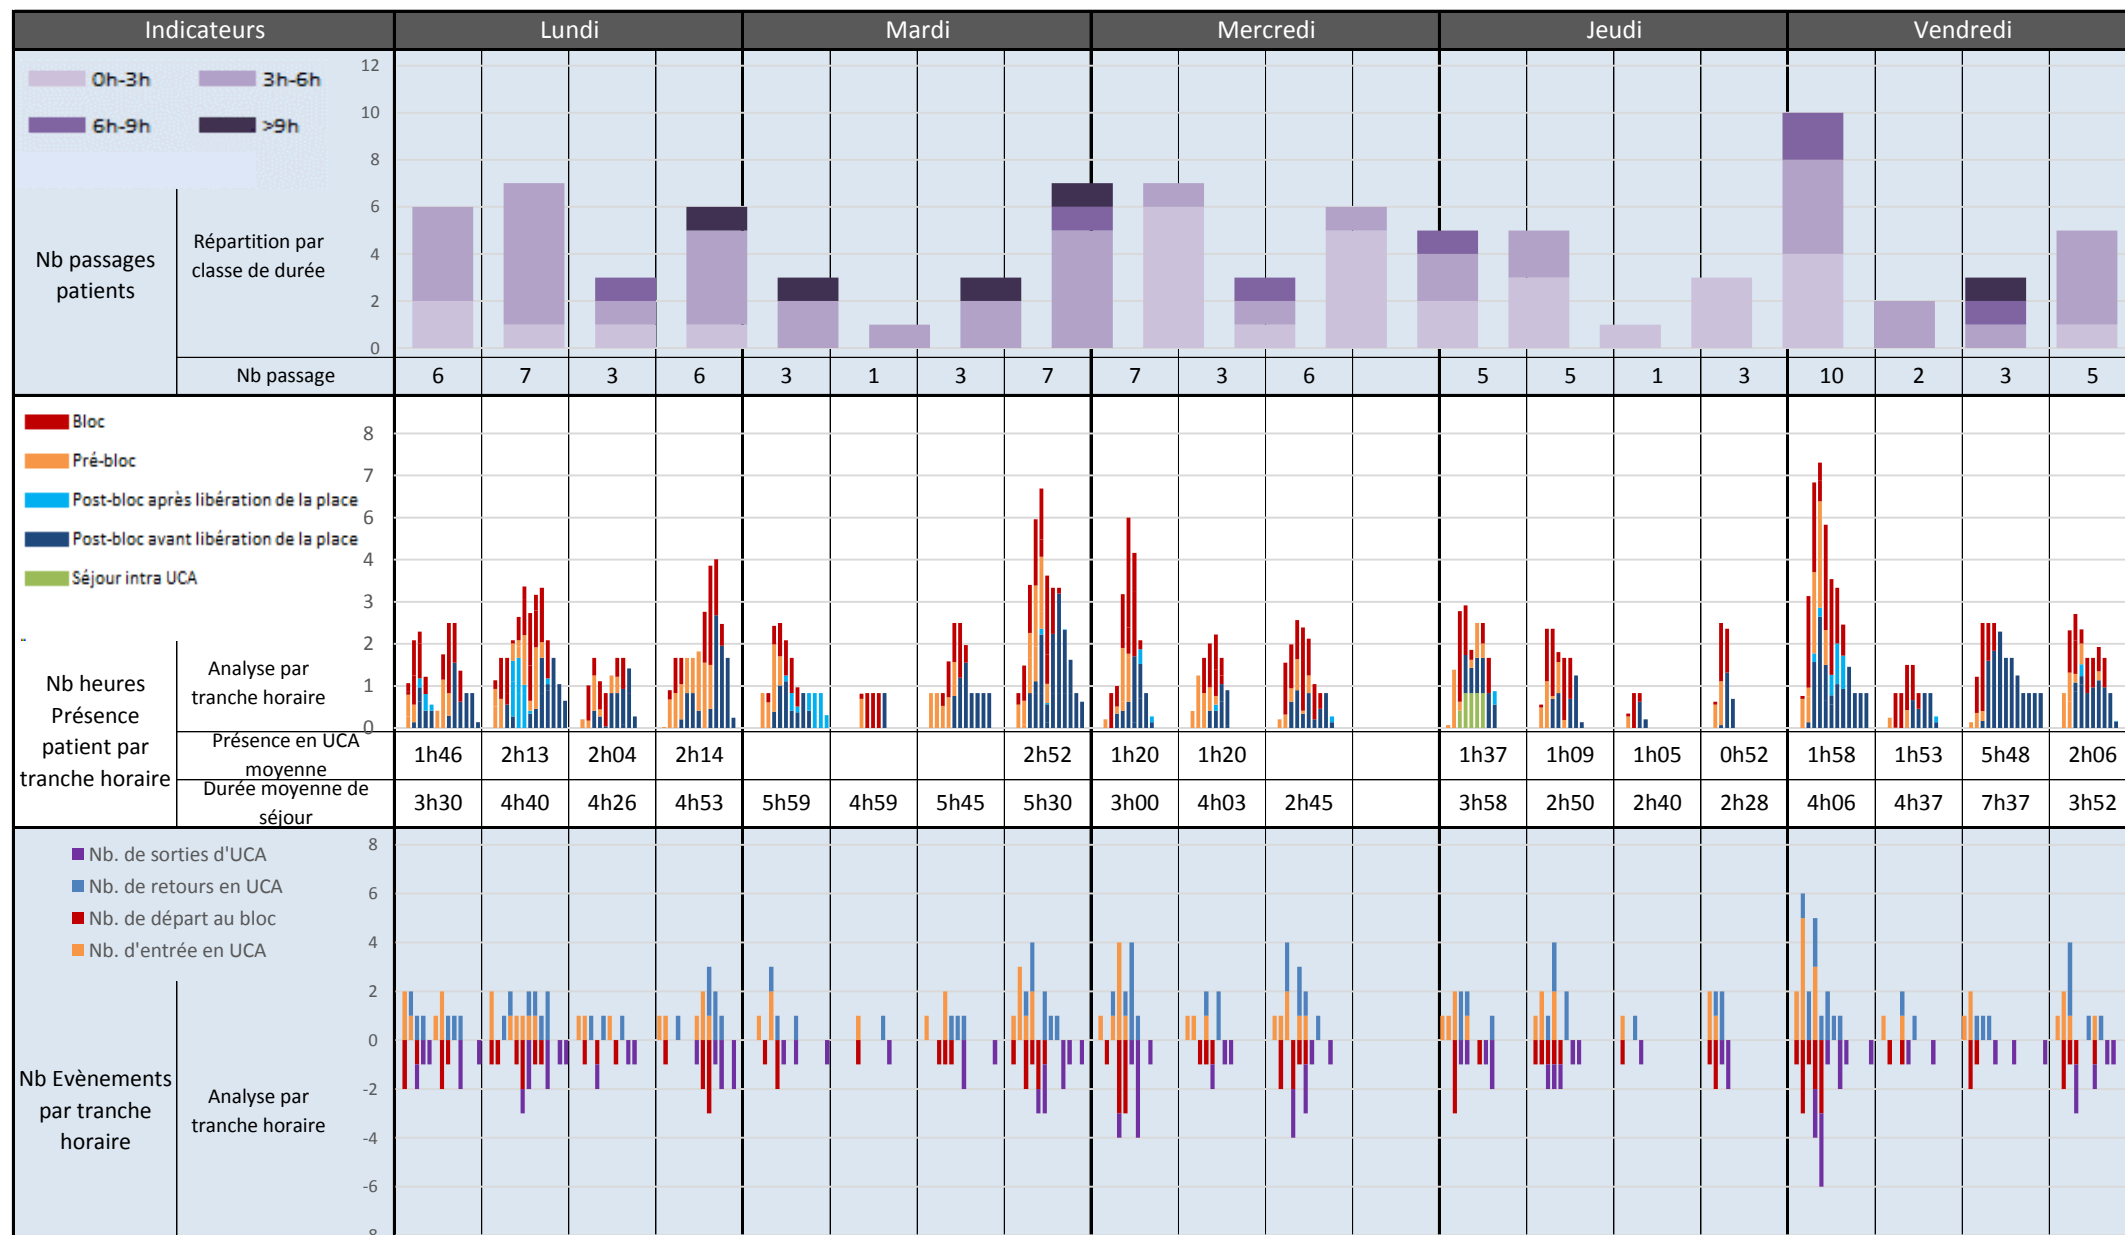 Indicateurs Lundi Mardi Mercredi Jeudi Vendredi
0h-3h 3h-6h
6h-9h >9h
12
10
8
6
4
2
0
Nb passages
patients
Répartition par
classe de durée
Nb passage 6 7 3 6 3 1 3 7 7 3 6 5 5 1 3 10 2 3 5
Bloc
Pré-bloc
Post-bloc après libération de la place
Post-bloc avant libération de la place
Séjour intra UCA
8
7
6
4
3
2
1
0
Nb heures
Présence
patient par
tranche horaire
Analyse par
tranche horaire
Présence en UCA
moyenne
1h46 2h13 2h04 2h14 2h52 1h20 1h20 1h37 1h09 1h05 0h52 1h58 1h53 5h48 2h06
Durée moyenne de
séjour
3h30 4h40 4h26 4h53 5h59 4h59 5h45 5h30 3h00 4h03 2h45 3h58 2h50 2h40 2h28 4h06 4h37 7h37 3h52
Nb. de sorties d'UCA
Nb. de retours en UCA
Nb. de départ au bloc
Nb. d'entrée en UCA
8
6
4
2
0
-2
-4
-6
-8
Nb Evènements
par tranche
horaire
Analyse par
tranche horaire